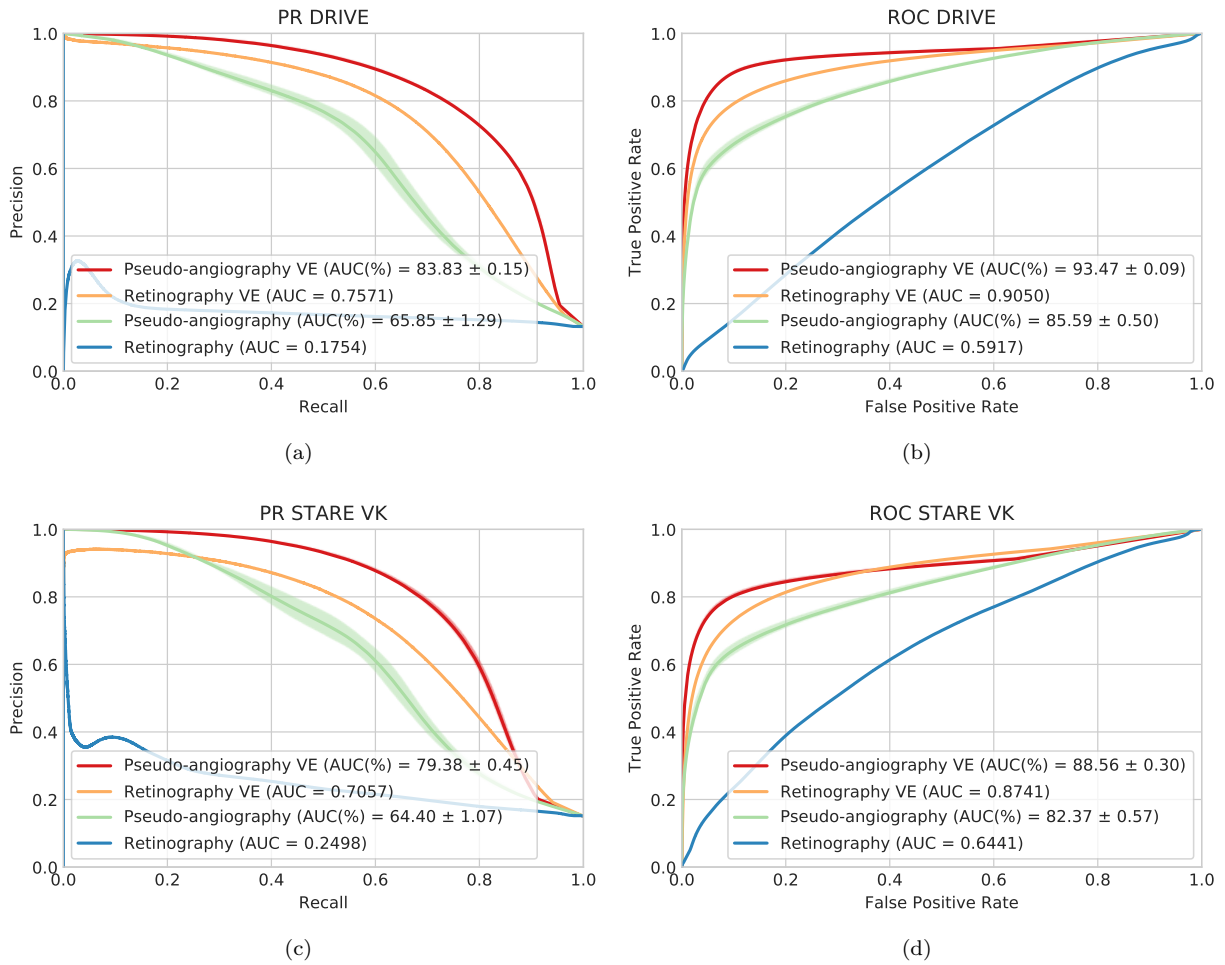 PR DRIVE
1.0
0.8
0.6
0.4
0.2
0.0
Precision
Pseudo-angiography VE (AUC(%) = 83.83 ± 0.15)
Retinography VE (AUC = 0.7571)
Pseudo-angiography (AUC(%) = 65.85 ± 1.29)
Retinography (AUC = 0.1754)
0.0 0.2 0.4 0.6 0.8 1.0
Recall
(a)
ROC DRIVE
1.0
0.8
0.6
0.4
0.2
0.0
True Positive Rate
Pseudo-angiography VE (AUC(%) = 93.47 ± 0.09)
Retinography VE (AUC = 0.9050)
Pseudo-angiography (AUC(%) = 85.59 ± 0.50)
Retinography (AUC = 0.5917)
0.0 0.2 0.4 0.6 0.8 1.0
False Positive Rate
(b)
PR STARE VK
1.0
0.8
0.6
0.4
0.2
0.0
Precision
Pseudo-angiography VE (AUC(%) = 79.38 ± 0.45)
Retinography VE (AUC = 0.7057)
Pseudo-angiography (AUC(%) = 64.40 ± 1.07)
Retinography (AUC = 0.2498)
0.0 0.2 0.4 0.6 0.8 1.0
Recall
(c)
ROC STARE VK
1.0
0.8
0.6
0.4
0.2
0.0
True Positive Rate
Pseudo-angiography VE (AUC(%) = 88.56 ± 0.30)
Retinography VE (AUC = 0.8741)
Pseudo-angiography (AUC(%) = 82.37 ± 0.57)
Retinography (AUC = 0.6441)
0.0 0.2 0.4 0.6 0.8 1.0
False Positive Rate
(d)